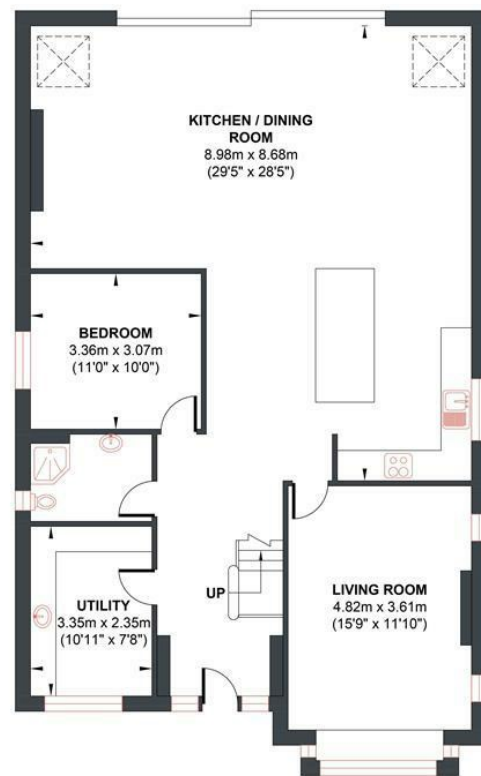 KITCHEN / DINING
ROOM
8.98m x 8.68m
(29'5" x 28'5")
BEDROOM
3.36m x 3.07m
(11'0" x 10'0")
UP
UTILITY
3.35m x 2.35m
(10'11" x 7'8")
LIVING ROOM
4.82m x 3.61m
(15'9" x 11'10")